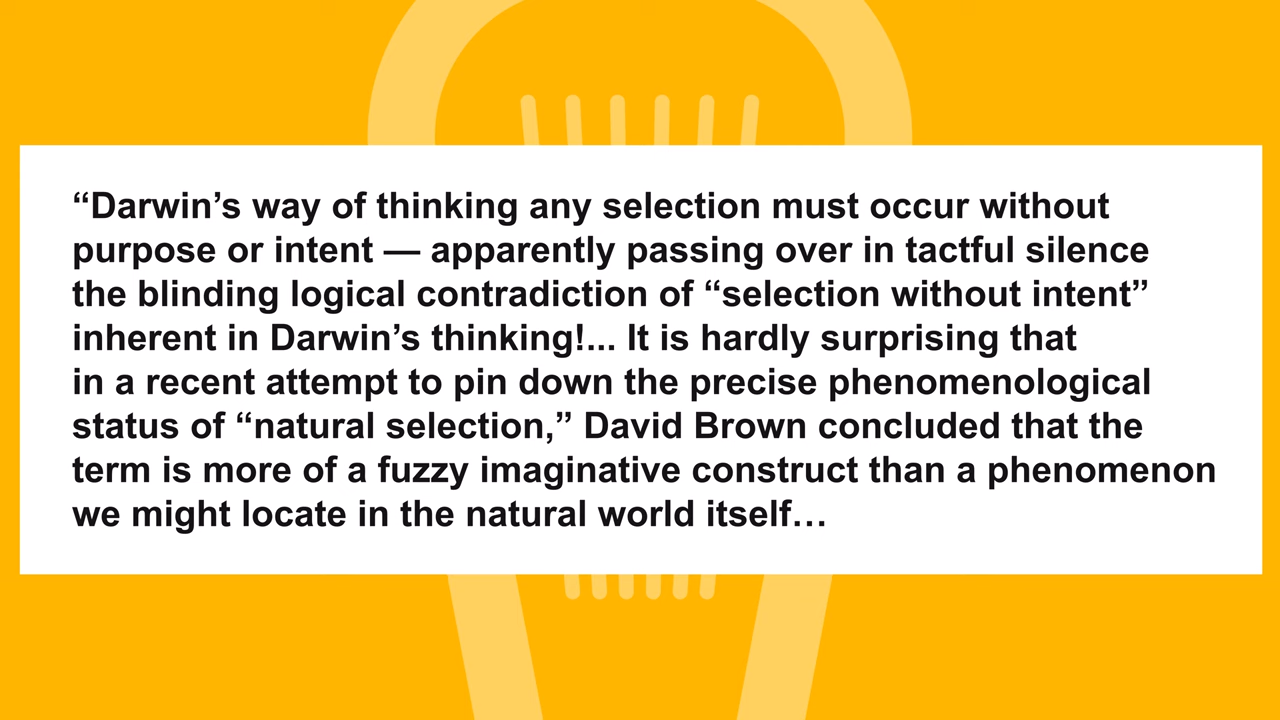 “Darwin’s way of thinking any selection must occur without
purpose or intent — apparently passing over in tactful silence
the blinding logical contradiction of “selection without intent”
inherent in Darwin’s thinking!... It is hardly surprising that
in a recent attempt to pin down the precise phenomenological
status of “natural selection,” David Brown concluded that the
term is more of a fuzzy imaginative construct than a phenomenon
we might locate in the natural world itself…